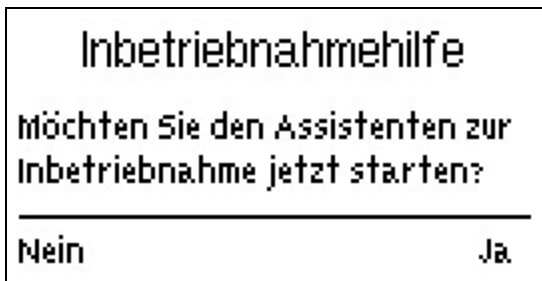 Inbetriebnahmehilfe
Möchten Sie den Assistenten zur
Inbetriebnahme jetzt starten?
Nein Ja